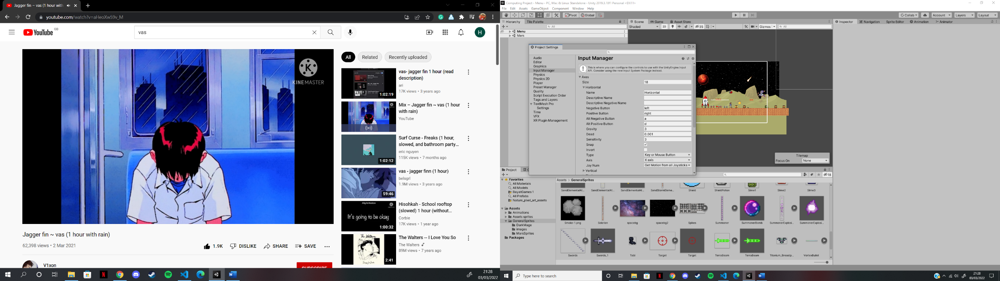 Jagger fin ~ vas (1 hour with
youtube.com/watch?v=aHeoXw59v_M
YouTube GB
vas
H
K
KINEMASTER
All Related Recently uploaded
vas- jagger fin 1 hour (read
description)
ari
17K views • 3 years ago
1:02:19
Mix – Jagger fin ~ vas (1 hour
with rain)
YouTube
Surf Curse - Freaks (1 hour,
slowed, and bathroom party...
eric nguyen
115K views • 7 months ago
1:02:12
vas - jagger finn (1 hour)
belsgrl
1.9M views • 3 years ago
59:46
Hisohkah - School rooftop
(slowed) 1 hour (without...
Corbie
17K views • 1 year ago
Alight Motion
It's going to be okay
1:00:32
The Walters -- I Love You So
The Walters
89M views • 7 years ago
The Walters
2:41
Jagger fin ~ vas (1 hour with rain)
62,398 views • 2 Mar 2021
1.9K DISLIKE SHARE SAVE
V1xon
SUBSCRIBE
21:28
03/03/2022
Computing Project - Menu - PC, Mac & Linux Standalone - Unity 2019.3.10f1 Personal <DX11>
File Edit Assets GameObject Component Window Help
Pivot Global
Collab Account Layers Layout
Hierarchy Tile Palette
All
Menu
Mars
Scene Game Asset Store
Shaded 2D 35 Gizmos All
Inspector Navigation Sprite Editor Animation Animator
Project Settings
Audio
Editor
Graphics
Input Manager
Physics
Physics 2D
Player
Preset Manager
Quality
Script Execution Order
Tags and Layers
TextMesh Pro
Settings
Time
VFX
XR Plugin Management
Input Manager
This is where you can configure the controls to use with the UnityEngine.Input
API. Consider using the new Input System Package instead.
Axes
Size 18
Horizontal
Name Horizontal
Descriptive Name
Descriptive Negative Name
Negative Button left
Positive Button right
Alt Negative Button a
Alt Positive Button d
Gravity 3
Dead 0.001
Sensitivity 3
Snap
Invert
Type Key or Mouse Button
Axis X axis
Joy Num Get Motion from all Joysticks
Vertical
Tilemap
Focus On None
Project
18
Favorites
All Materials
All Models
BayatGames 1
All Prefabs
Nature_pixel_art_assets
Assets
Animations
Assets sprites
GeneralSprites
DarkMage
images
MarsSprites
Packages
Assets > GeneralSprites
SandElementalAt... SandElementalAt... SandElementalAt... SandStormEleme... Shield ShieldPotion Slime1 Slime2 Slime3
Smoke-1.png Solarian spacebg spacebg2 Spikes Summoner SummonerBomb SummonerExplosi... SummonerExplosi...
Swords Swords_1 Tabi Target Target TerraBeam TerraBeam Titanium_Breastp... VortexBullet
Type here to search
21:28
03/03/2022